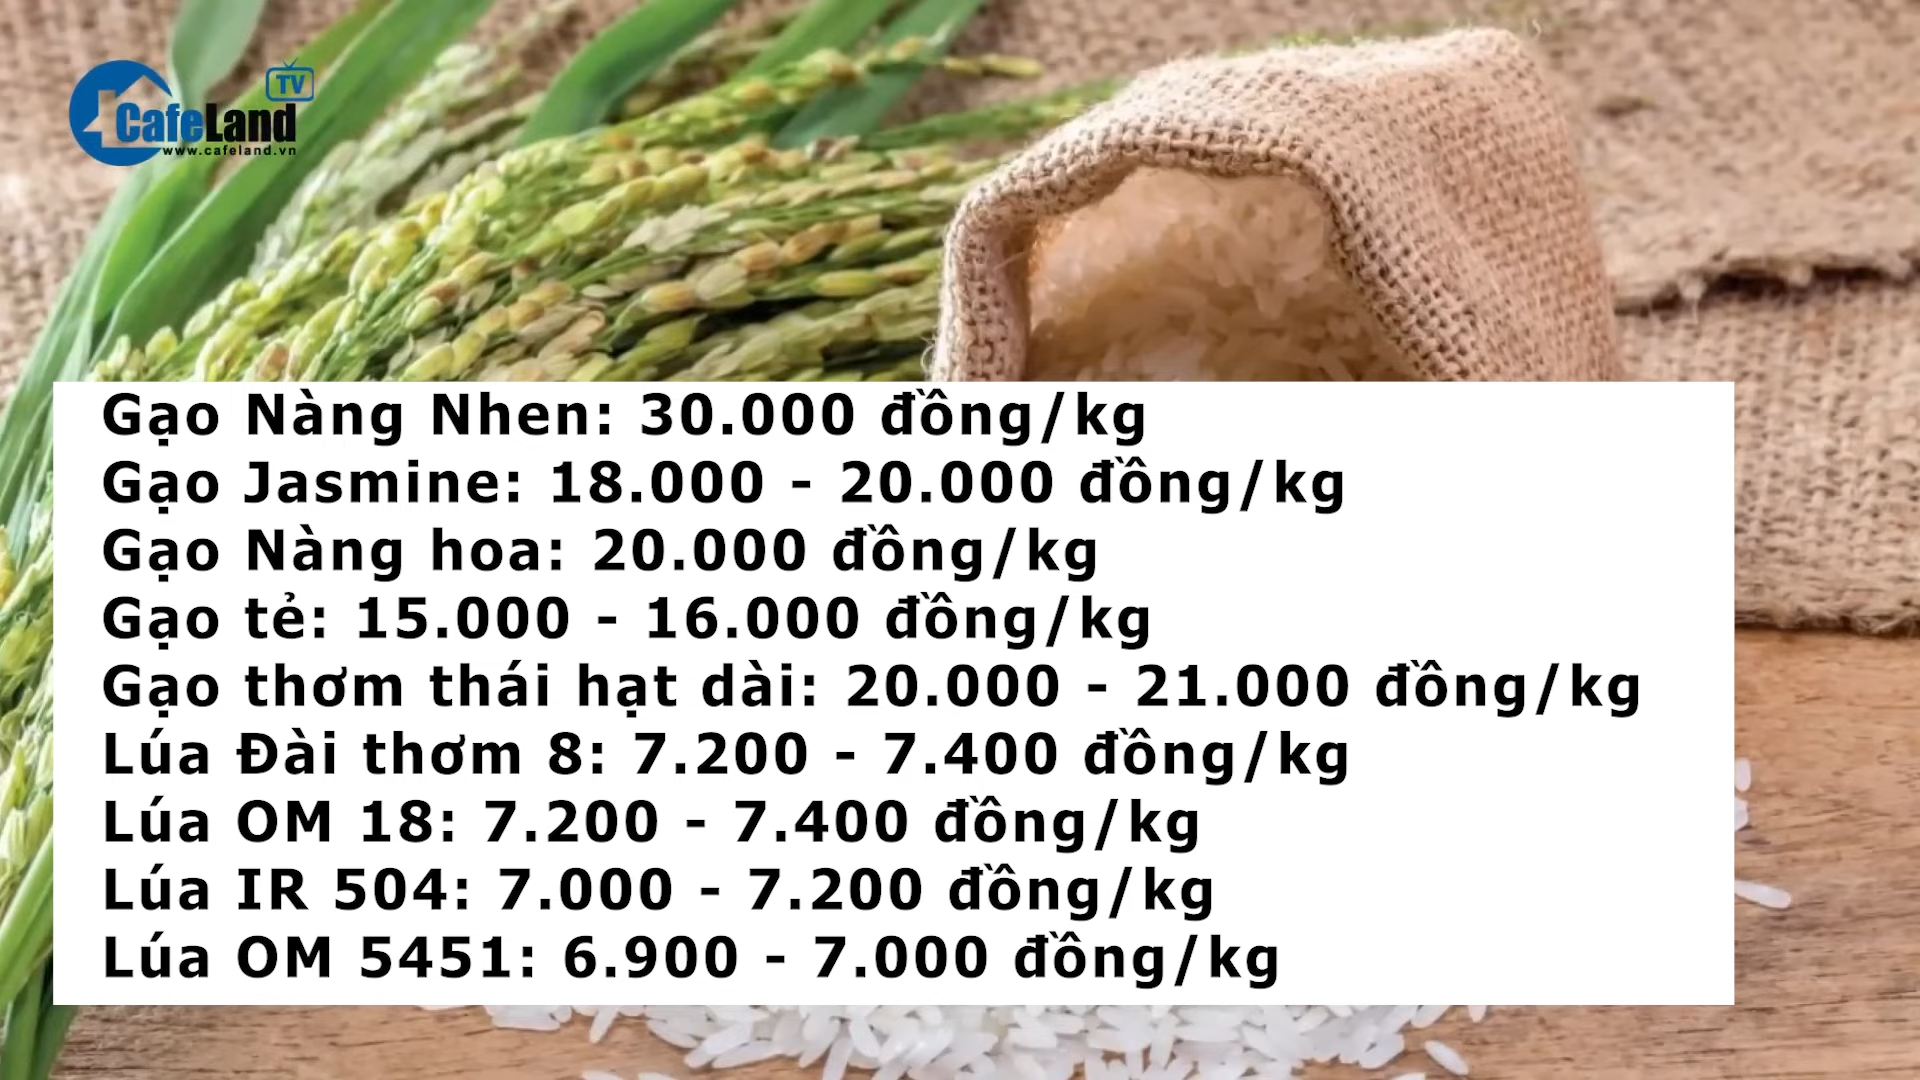 TV
CafeLand
www.cafeland.vn
Gạo Nàng Nhen: 30.000 đồng/kg
Gạo Jasmine: 18.000 - 20.000 đồng/kg
Gạo Nàng hoa: 20.000 đồng/kg
Gạo tẻ: 15.000 - 16.000 đồng/kg
Gạo thơm thái hạt dài: 20.000 - 21.000 đồng/kg
Lúa Đài thơm 8: 7.200 - 7.400 đồng/kg
Lúa OM 18: 7.200 - 7.400 đồng/kg
Lúa IR 504: 7.000 - 7.200 đồng/kg
Lúa OM 5451: 6.900 - 7.000 đồng/kg